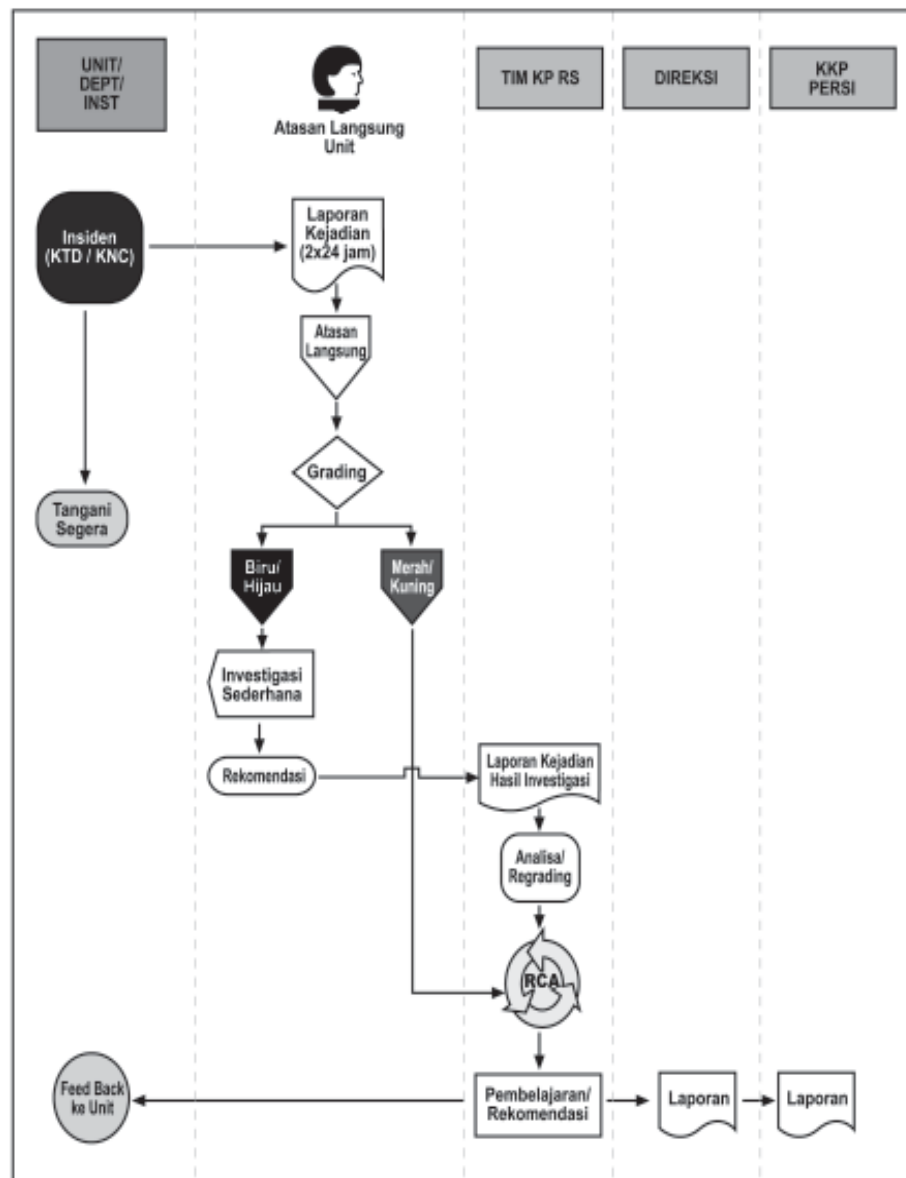 UNIT/
DEPT/
INST
Atasan Langsung
Unit
TIM KP RS
DIREKSI
KKP
PERSI
Insiden
(KTD / KNC)
Laporan
Kejadian
(2x24 jam)
Atasan
Langsung
Grading
Tangani
Segera
Biru/
Hijau
Merah/
Kuning
Investigasi
Sederhana
Rekomendasi
Laporan Kejadian
Hasil Investigasi
Analisa/
Regrading
RCA
Feed Back
ke Unit
Pembelajaran/
Rekomendasi
Laporan
Laporan